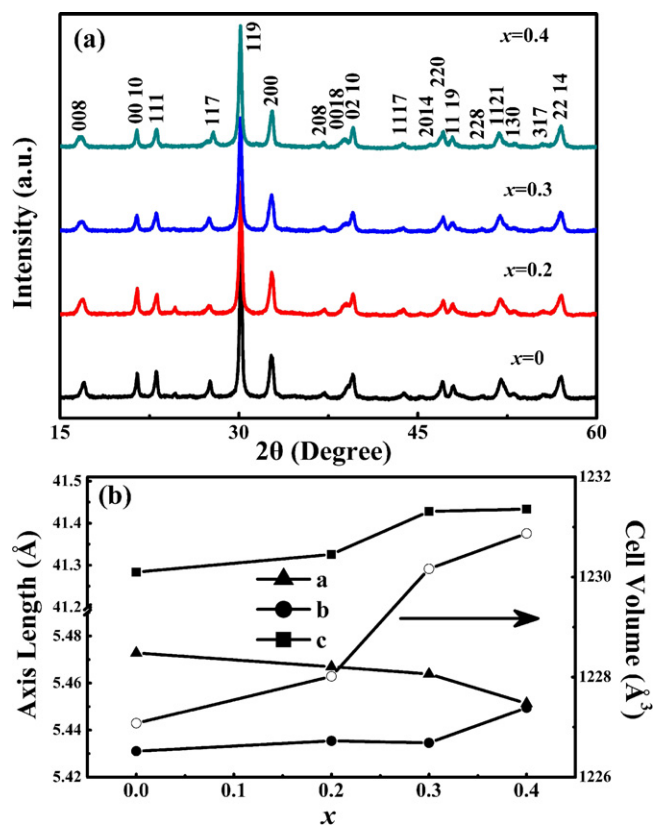 (a)
119
x=0.4
008
00 10
111
117
200
208
0018
02 10
1117
2014
220
11 19
228
1121
130
317
22 14
x=0.3
x=0.2
x=0
Intensity (a.u.)
15 30 45 60
2θ (Degree)
(b)
41.5
41.4
41.3
41.2
5.48
5.46
5.44
5.42
Axis Length (Å)
a
b
c
1232
1230
1228
1226
Cell Volume (Å3)
0.0 0.1 0.2 0.3 0.4
x